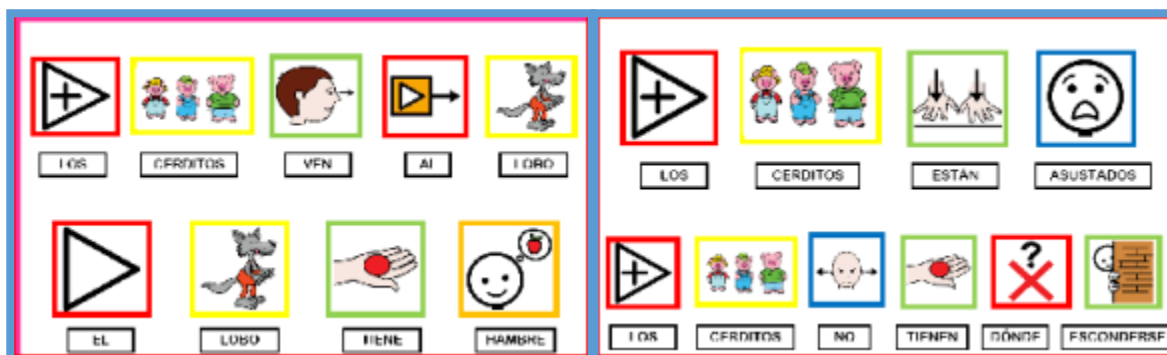 LOS CERDITOS VEN AL LOBO
EL LOBO TIENE HAMBRE
LOS CERDITOS ESTÁN ASUSTADOS
LOS CERDITOS NO TIENEN DÓNDE ESCONDERSE